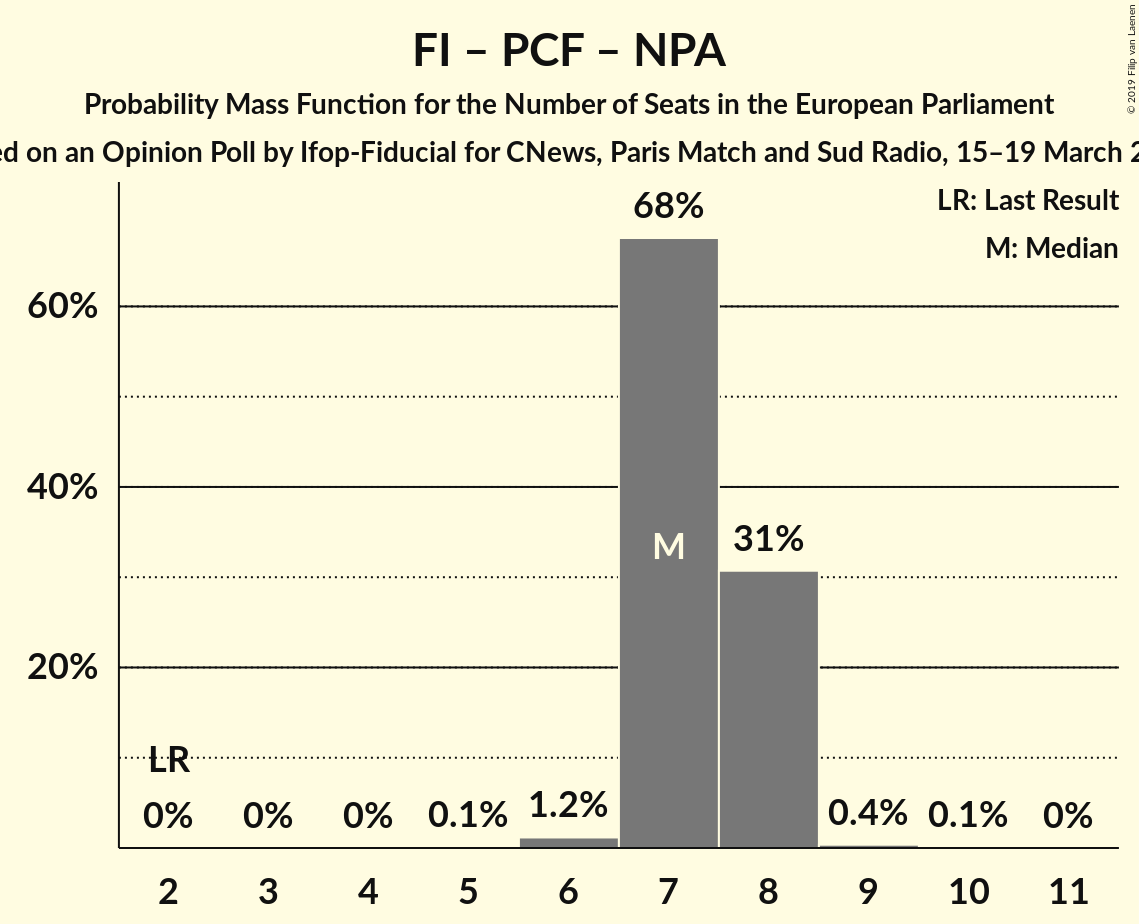 FI – PCF – NPA
Probability Mass Function for the Number of Seats in the European Parliament
on an Opinion Poll by Ifop-Fiducial for CNews, Paris Match and Sud Radio, 15–19 March
© 2019 Filip van Laenen
LR: Last Result
M: Median
68%
60%
40%
M
31%
20%
LR
0%
0%
0%
0.1%
1.2%
0.4%
0.1%
0%
2
3
4
5
6
7
8
9
10
11